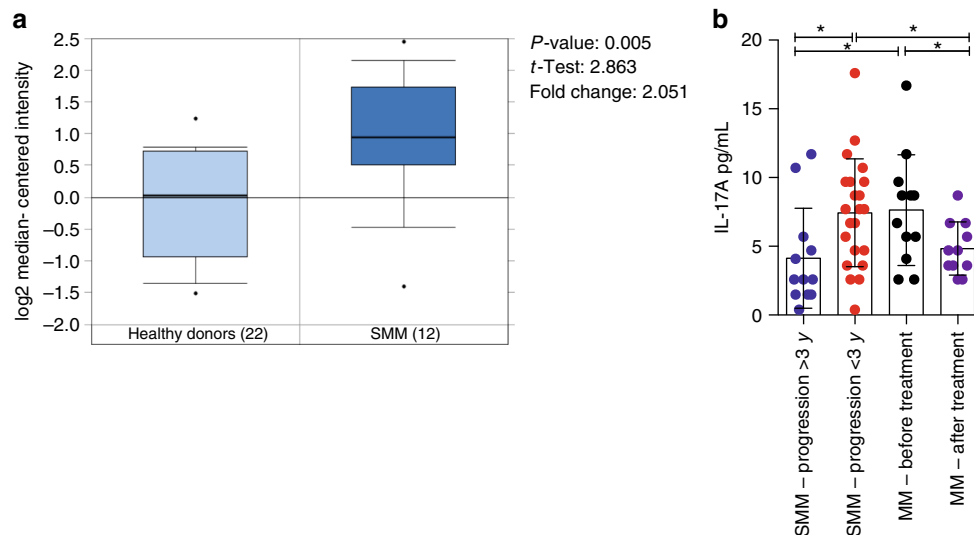 a
log2 median- centered intensity
2.5
2.0
1.5
1.0
0.5
0.0
–0.5
–1.0
–1.5
–2.0
Healthy donors (22)
SMM (12)
P-value: 0.005
t-Test: 2.863
Fold change: 2.051
b
* *
* *
IL-17A pg/mL
20
15
10
5
0
SMM – progression >3 y
SMM – progression <3 y
MM – before treatment
MM – after treatment